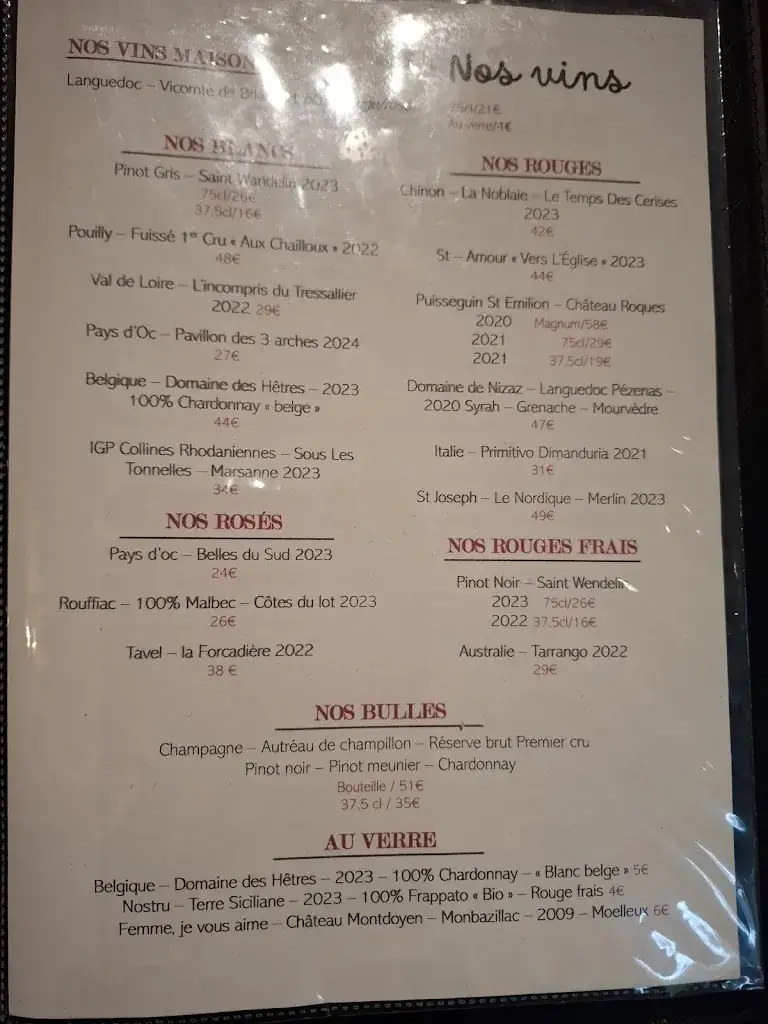 Nos vins
NOS VINS MAISON
Languedoc – Vicomté de
75cl/21€
Au verre/4€
NOS BLANCS
Pinot Gris – Saint Wandelin 2023
75cl/26€
37,5cl/16€
Pouilly – Fuissé 1er Cru « Aux Chailloux » 2022
48€
Val de Loire – L'incompris du Tressallier
2022 29€
Pays d'Oc – Pavillon des 3 arches 2024
27€
Belgique – Domaine des Hêtres – 2023
100% Chardonnay « belge »
44€
IGP Collines Rhodaniennes – Sous Les
Tonnelles – Marsanne 2023
34€
NOS ROSÉS
Pays d'oc – Belles du Sud 2023
24€
Rouffiac – 100% Malbec – Côtes du lot 2023
26€
Tavel – la Forcadière 2022
38 €
NOS ROUGES
Chinon – La Noblaie – Le Temps Des Cerises
2023
42€
St – Amour « Vers L'Église » 2023
44€
Puisseguin St Emilion – Château Roques
2020 Magnum/58€
2021 75cl/29€
2021 37,5cl/19€
Domaine de Nizaz – Languedoc Pézenas –
2020 Syrah – Grenache – Mourvèdre
47€
Italie – Primitivo Dimanduria 2021
31€
St Joseph – Le Nordique – Merlin 2023
49€
NOS ROUGES FRAIS
Pinot Noir – Saint Wendelin
2023 75cl/26€
2022 37.5cl/16€
Australie – Tarrango 2022
29€
NOS BULLES
Champagne – Autréau de champillon – Réserve brut Premier cru
Pinot noir – Pinot meunier – Chardonnay
Bouteille / 51€
37.5 cl / 35€
AU VERRE
Belgique – Domaine des Hêtres – 2023 – 100% Chardonnay – « Blanc belge » 5€
Nostru – Terre Siciliane – 2023 – 100% Frappato « Bio » – Rouge frais 4€
Femme, je vous aime – Château Montdoyen – Monbazillac – 2009 – Moelleux 6€